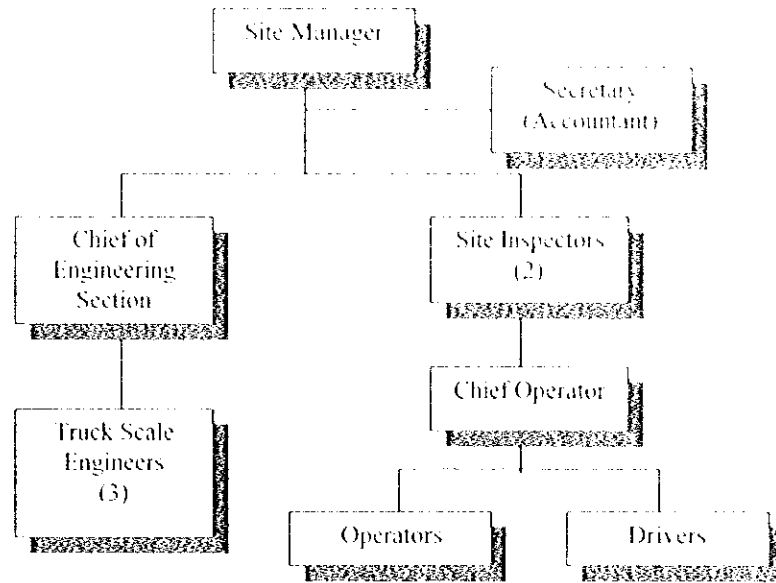 Site Manager
Secretary
(Accountant)
Chief of
Engineering
Section
Site Inspectors
(2)
Chief Operator
Truck Scale
Engineers
(3)
Operators
Drivers